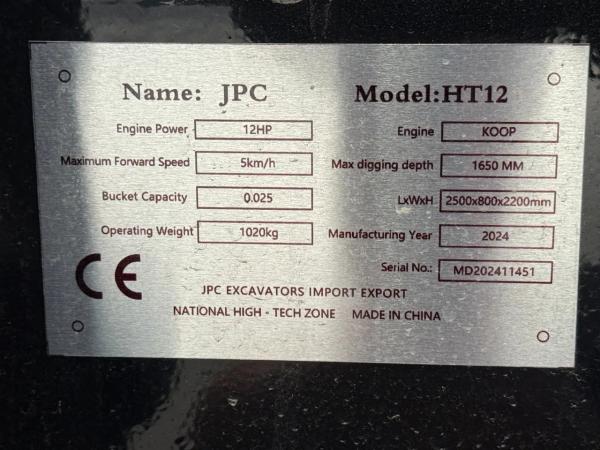 Name: JPC Model:HT12
Engine Power 12HP Engine KOOP
Maximum Forward Speed 5km/h Max digging depth 1650 MM
Bucket Capacity 0.025 LxWxH 2500x800x2200mm
Operating Weight 1020kg Manufacturing Year 2024
Serial No.: MD202411451
CE
JPC EXCAVATORS IMPORT EXPORT
NATIONAL HIGH - TECH ZONE MADE IN CHINA